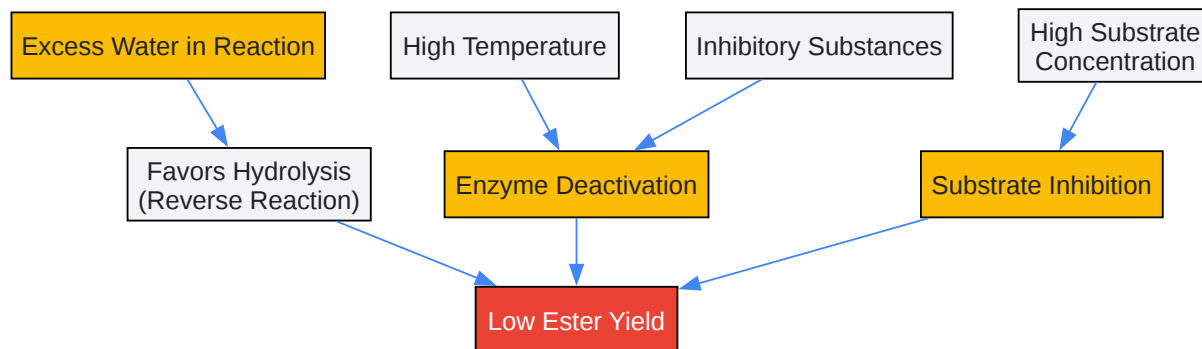 Excess Water in Reaction
High Temperature
Inhibitory Substances
High Substrate
Concentration
Favors Hydrolysis
(Reverse Reaction)
Enzyme Deactivation
Substrate Inhibition
Low Ester Yield